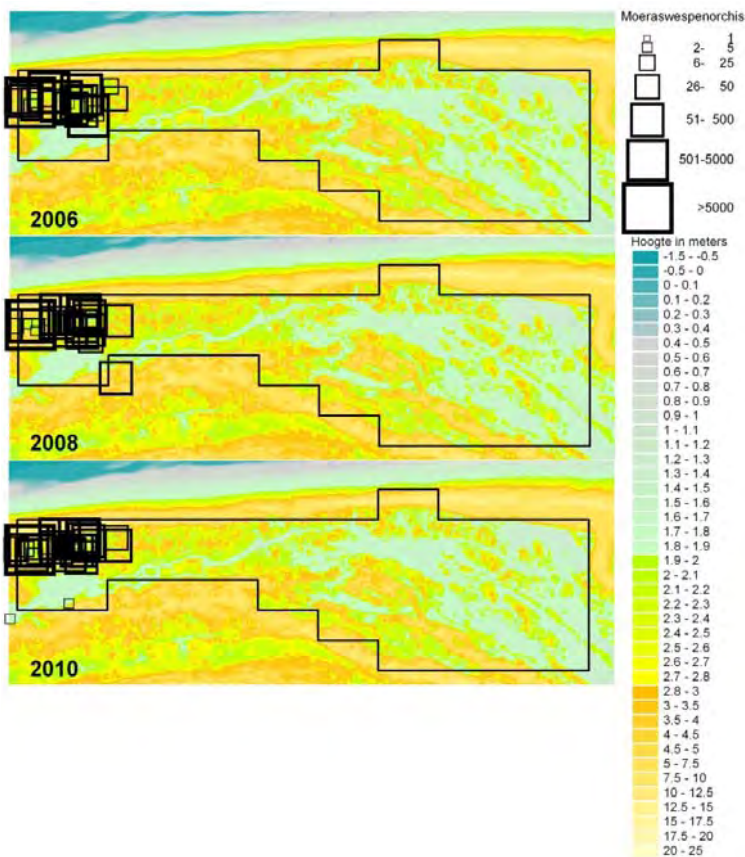 Moeraswespenorchis
1
2- 5
6- 25
26- 50
51- 500
501-5000
>5000
2006
2008
2010
Hoogte in meters
-1.5 - -0.5
-0.5 - 0
0 - 0.1
0.1 - 0.2
0.2 - 0.3
0.3 - 0.4
0.4 - 0.5
0.5 - 0.6
0.6 - 0.7
0.7 - 0.8
0.8 - 0.9
0.9 - 1
1 - 1.1
1.1 - 1.2
1.2 - 1.3
1.3 - 1.4
1.4 - 1.5
1.5 - 1.6
1.6 - 1.7
1.7 - 1.8
1.8 - 1.9
1.9 - 2
2 - 2.1
2.1 - 2.2
2.2 - 2.3
2.3 - 2.4
2.4 - 2.5
2.5 - 2.6
2.6 - 2.7
2.7 - 2.8
2.8 - 3
3 - 3.5
3.5 - 4
4 - 4.5
4.5 - 5
5 - 7.5
7.5 - 10
10 - 12.5
12.5 - 15
15 - 17.5
17.5 - 20
20 - 25